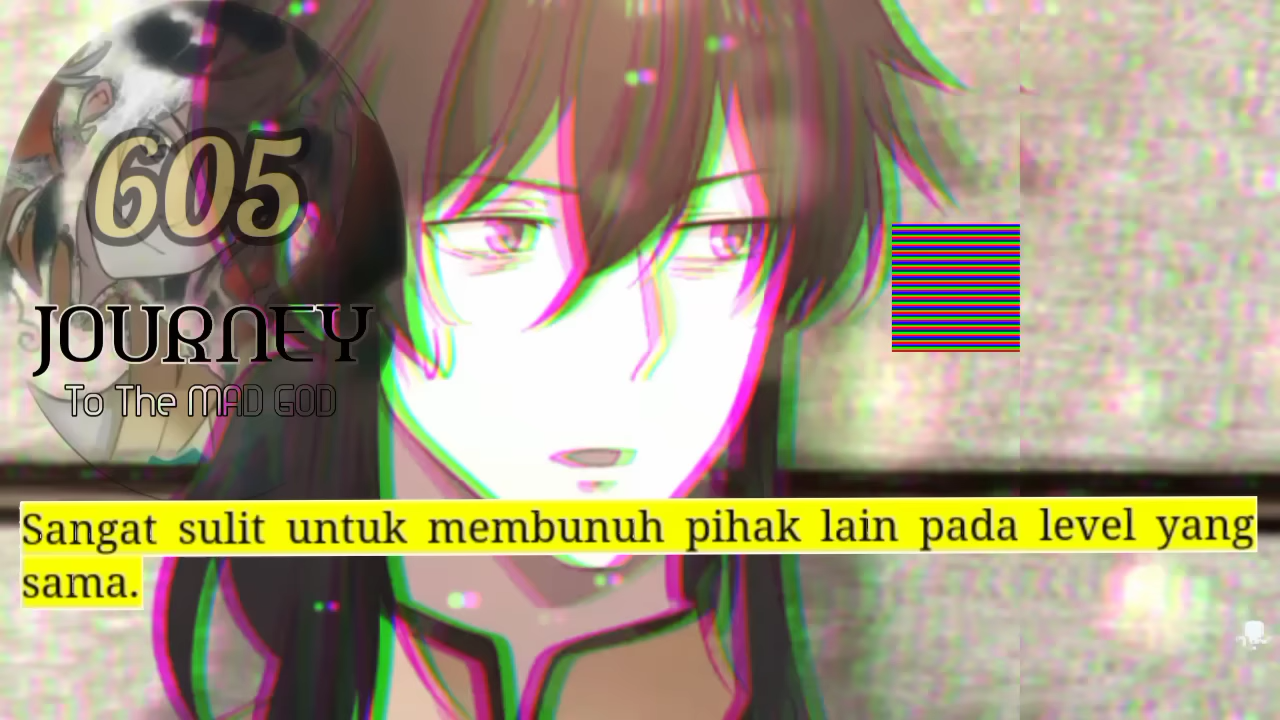 605
JOURNEY
To The MAD GOD
Sangat sulit untuk membunuh pihak lain pada level yang
sama.